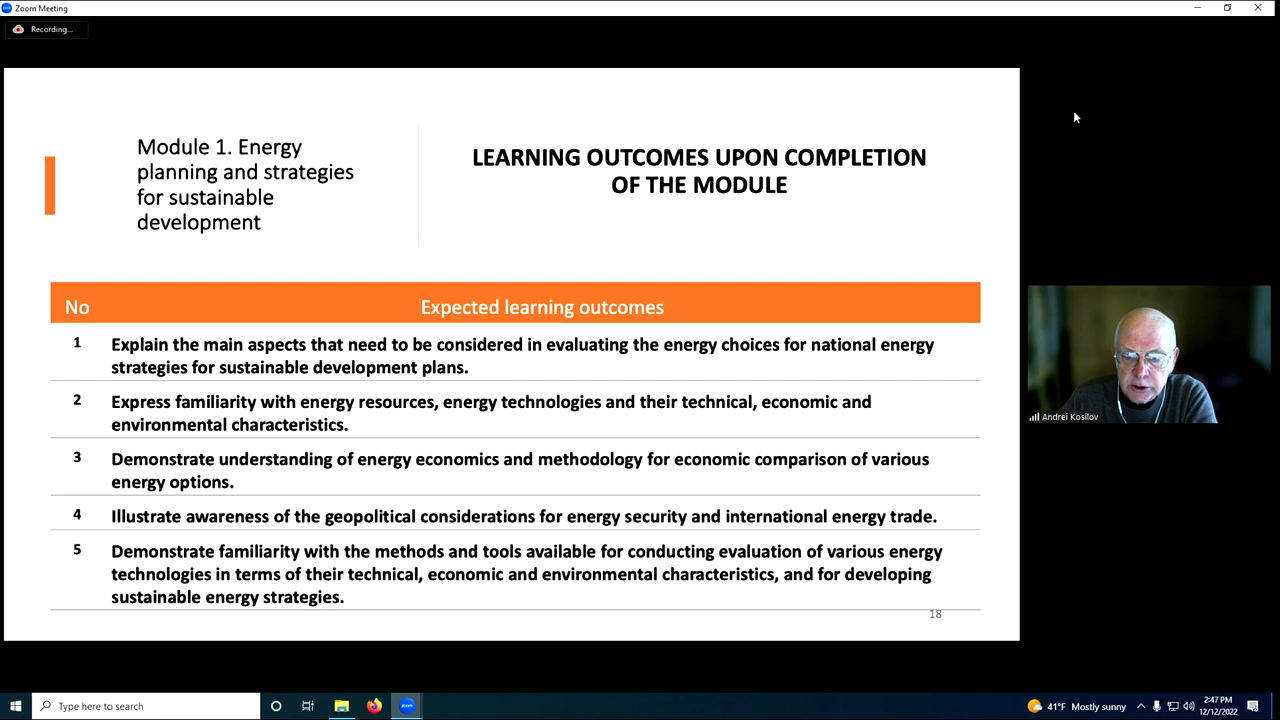 Zoom Meeting
Recording...
Module 1. Energy
planning and strategies
for sustainable
development
LEARNING OUTCOMES UPON COMPLETION
OF THE MODULE
No
Expected learning outcomes
1
Explain the main aspects that need to be considered in evaluating the energy choices for national energy
strategies for sustainable development plans.
2
Express familiarity with energy resources, energy technologies and their technical, economic and
environmental characteristics.
3
Demonstrate understanding of energy economics and methodology for economic comparison of various
energy options.
4
Illustrate awareness of the geopolitical considerations for energy security and international energy trade.
5
Demonstrate familiarity with the methods and tools available for conducting evaluation of various energy
technologies in terms of their technical, economic and environmental characteristics, and for developing
sustainable energy strategies.
18
Andrei Kosilov
Type here to search
zoom
41°F Mostly sunny
2:47 PM
12/12/2022